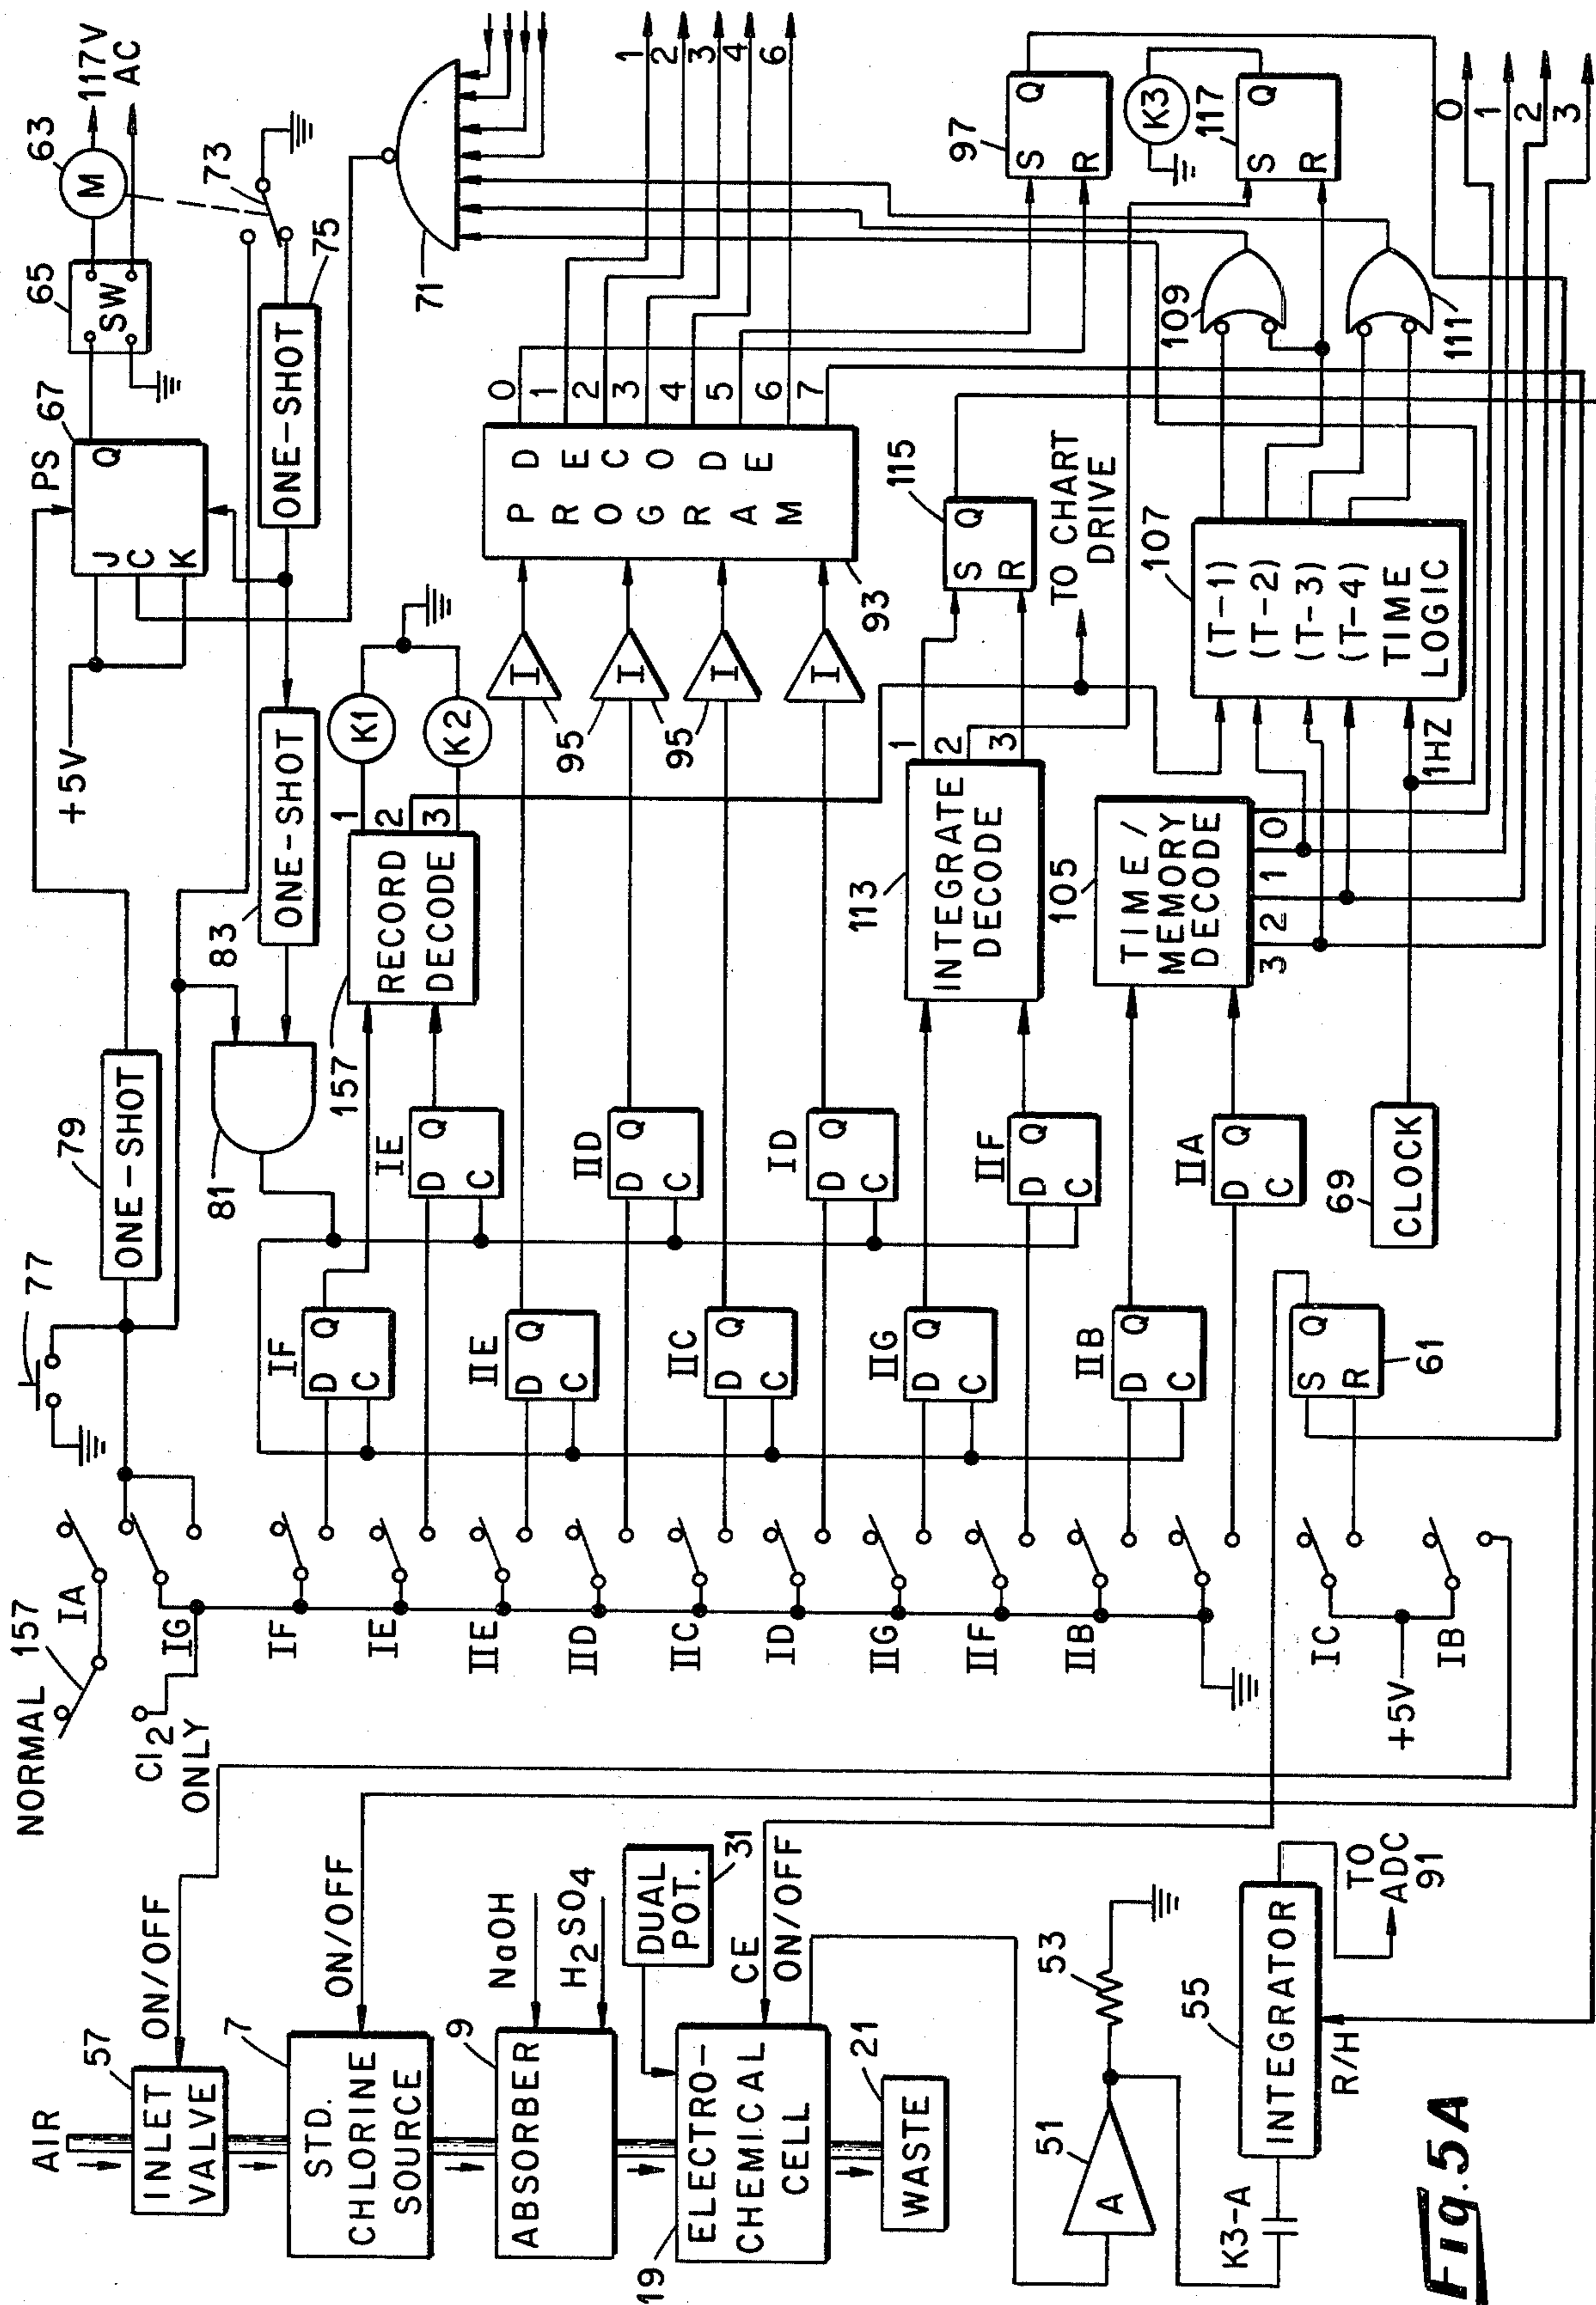 AIR
57
INLET
VALVE
ON/OFF
7
STD.
CHLORINE
SOURCE
ON/OFF
9
ABSORBER
NaOH
H2SO4
DUAL
POT.
31
19
ELECTRO-
CHEMICAL
CELL
CE
ON/OFF
21
WASTE
51
A
53
K3-A
55
INTEGRATOR
R/H
TO
ADC
91
Fig. 5A
NORMAL 157
IA
Cl2
ONLY
IG
IF
IE
IIE
IID
IIC
ID
IIG
IIF
IIB
IC
+5V
IB
77
79
ONE-SHOT
81
83
ONE-SHOT
+5V
PS
67
J
C
K
Q
65
SW
63
M
117V
AC
73
75
ONE-SHOT
71
IF
D Q
C
IE
D Q
C
IIE
D Q
C
IID
D Q
C
IIC
D Q
C
ID
D Q
C
IIG
D Q
C
IIF
D Q
C
IIB
D Q
C
IIA
D Q
C
S Q
R
61
69
CLOCK
157
RECORD
DECODE
1
2
3
K1
K2
I
I
I
I
95
95
95
93
PROGRAM
DECODE
0
1
2
3
4
5
6
7
1
2
3
4
6
113
INTEGRATE
DECODE
1
2
3
115
S Q
R
TO CHART
DRIVE
105
TIME/
MEMORY
DECODE
3 2 1 0
1HZ
107
(T-1)
(T-2)
(T-3)
(T-4)
TIME
LOGIC
109
111
97
S Q
R
K3
117
S Q
R
0
1
2
3